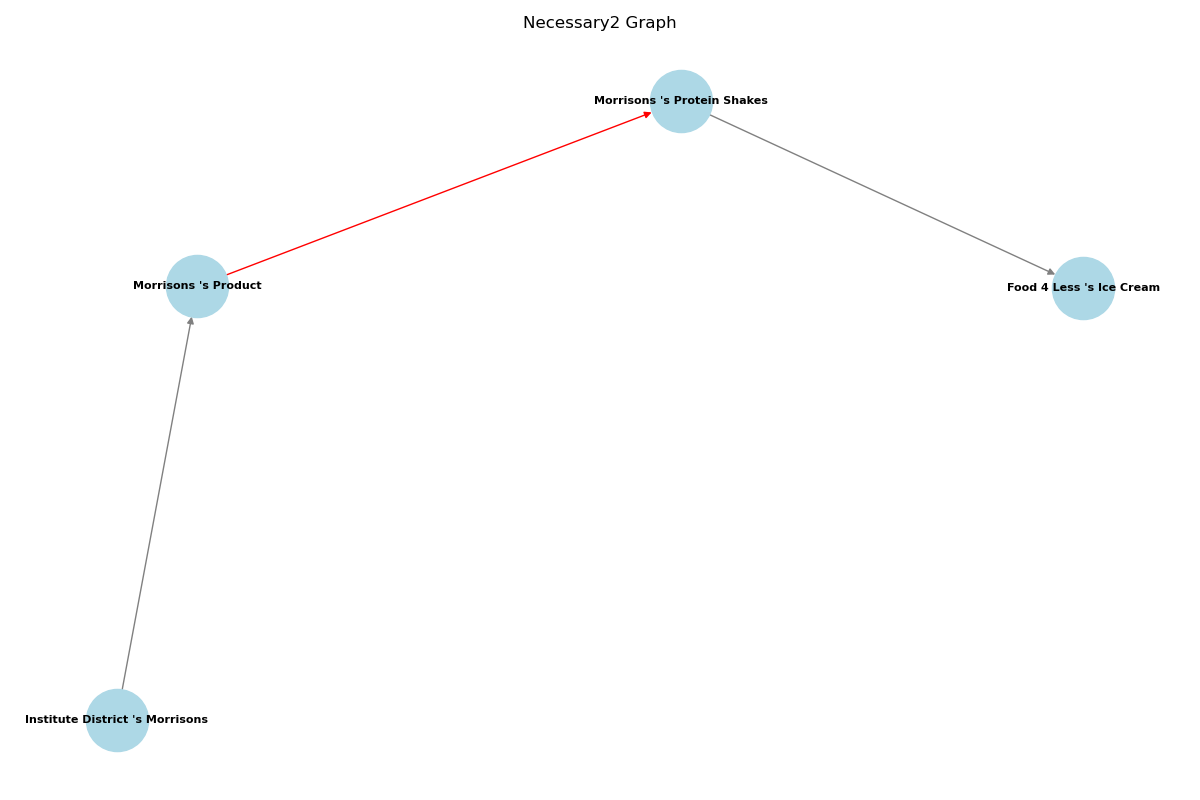 Necessary2 Graph
Morrisons 's Protein Shakes
Morrisons 's Product
Food 4 Less 's Ice Cream
Institute District 's Morrisons